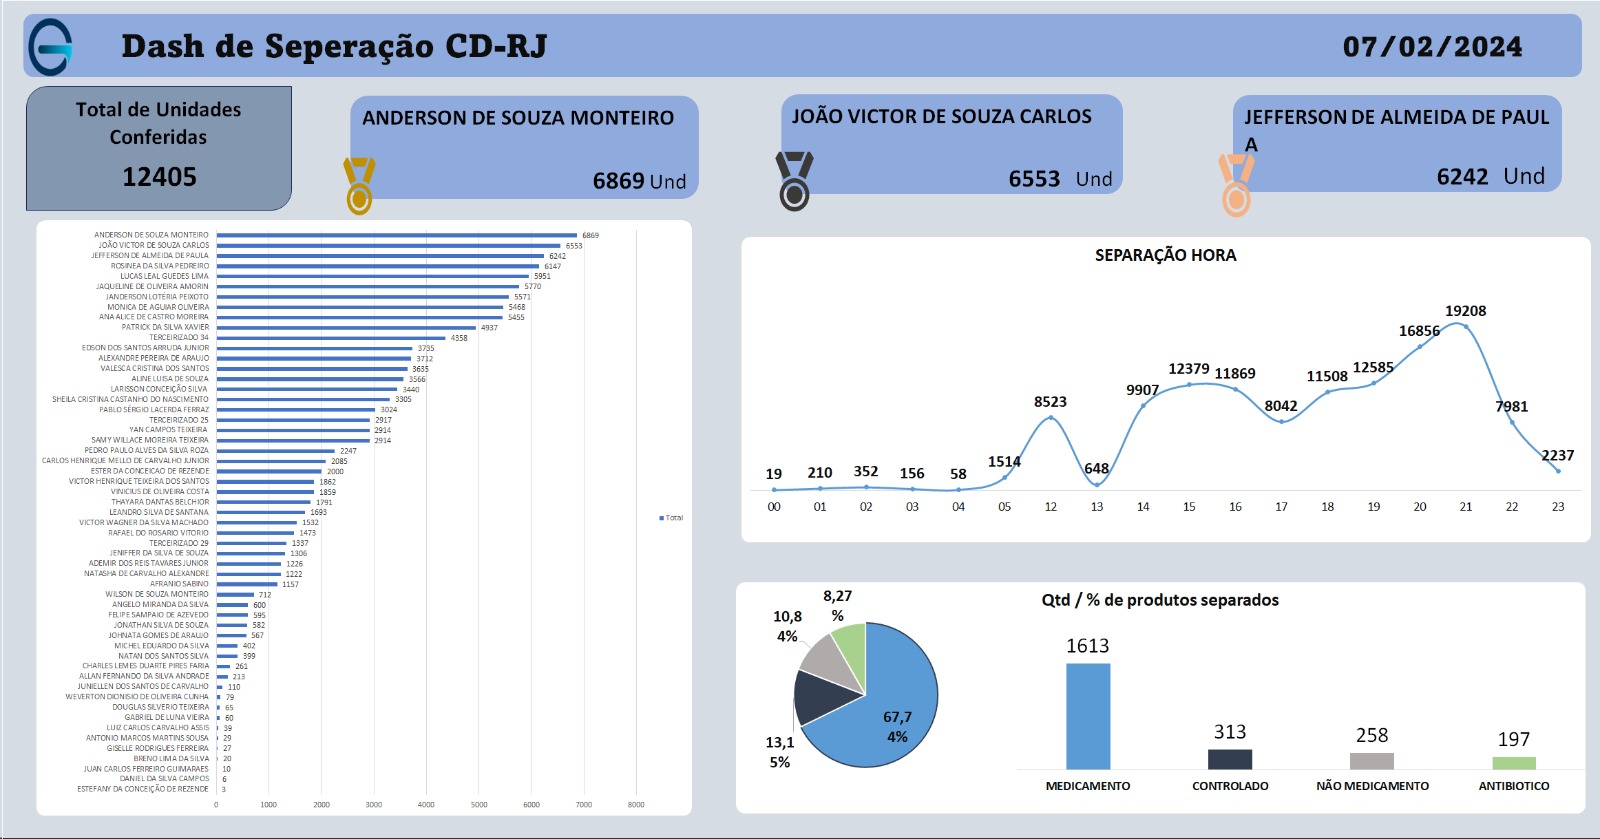 Dash de Seperação CD-RJ
07/02/2024
Total de Unidades
Conferidas
12405
ANDERSON DE SOUZA MONTEIRO
6869 Und
JOÃO VICTOR DE SOUZA CARLOS
6553 Und
JEFFERSON DE ALMEIDA DE PAUL
A
6242 Und
ANDERSON DE SOUZA MONTEIRO 6869
JOÃO VICTOR DE SOUZA CARLOS 6553
JEFFERSON DE ALMEIDA DE PAULA 6242
ROSINEA DA SILVA PEDREIRO 6147
LUCAS LEAL GUEDES LIMA 5951
JAQUELINE DE OLIVEIRA AMORIN 5770
JANDERSON LOTÉRIA PEIXOTO 5571
MONICA DE AGUIAR OLIVEIRA 5468
ANA ALICE DE CASTRO MOREIRA 5455
PATRICK DA SILVA XAVIER 4937
TERCEIRIZADO 34 4358
EDSON DOS SANTOS ARRUDA JUNIOR 3735
ALEXANDRE PEREIRA DE ARAUJO 3712
VALESCA CRISTINA DOS SANTOS 3635
ALINE LUISA DE SOUZA 3566
LARISSON CONCEIÇÃO SILVA 3440
SHEILA CRISTINA CASTANHO DO NASCIMENTO 3305
PABLO SÉRGIO LACERDA FERRAZ 3024
TERCEIRIZADO 25 2917
YAN CAMPOS TEIXEIRA 2914
SAMY WILLACE MOREIRA TEIXEIRA 2914
PEDRO PAULO ALVES DA SILVA ROZA 2247
CARLOS HENRIQUE MELLO DE CARVALHO JUNIOR 2085
ESTER DA CONCEICAO DE REZENDE 2000
VICTOR HENRIQUE TEIXEIRA DOS SANTOS 1862
VINICIUS DE OLIVEIRA COSTA 1859
THAYARA DANTAS BELCHIOR 1791
LEANDRO SILVA DE SANTANA 1693
VICTOR WAGNER DA SILVA MACHADO 1532
RAFAEL DO ROSARIO VITORIO 1473
TERCEIRIZADO 29 1337
JENIFFER DA SILVA DE SOUZA 1306
ADEMIR DOS REIS TAVARES JUNIOR 1226
NATASHA DE CARVALHO ALEXANDRE 1222
AFRANIO SABINO 1157
WILSON DE SOUZA MONTEIRO 712
ANGELO MIRANDA DA SILVA 600
FELIPE SAMPAIO DE AZEVEDO 595
JONATHAN SILVA DE SOUZA 582
JOHNATA GOMES DE ARAUJO 567
MICHEL EDUARDO DA SILVA 402
NATAN DOS SANTOS SILVA 399
CHARLES LEMES DUARTE PIRES FARIA 261
ALLAN FERNANDO DA SILVA ANDRADE 213
JUNIELLEN DOS SANTOS DE CARVALHO 110
WEVERTON DIONISIO DE OLIVEIRA CUNHA 79
DOUGLAS SILVERIO TEIXEIRA 65
GABRIEL DE LUNA VIEIRA 60
LUIZ CARLOS CARVALHO ASSIS 39
ANTONIO MARCOS MARTINS SOUSA 29
GISELLE RODRIGUES FERREIRA 27
BRENO LIMA DA SILVA 20
JUAN CARLOS FERREIRO GUIMARAES 10
DANIEL DA SILVA CAMPOS 6
ESTEFANY DA CONCEIÇÃO DE REZENDE 3
0 1000 2000 3000 4000 5000 6000 7000 8000
Total
SEPARAÇÃO HORA
19 210 352 156 58 1514 8523 648 9907 12379 11869 8042 11508 12585 16856 19208 7981 2237
00 01 02 03 04 05 12 13 14 15 16 17 18 19 20 21 22 23
Qtd / % de produtos separados
8,27
%
10,8
4%
13,1
5%
67,7
4%
1613 313 258 197
MEDICAMENTO CONTROLADO NÃO MEDICAMENTO ANTIBIOTICO